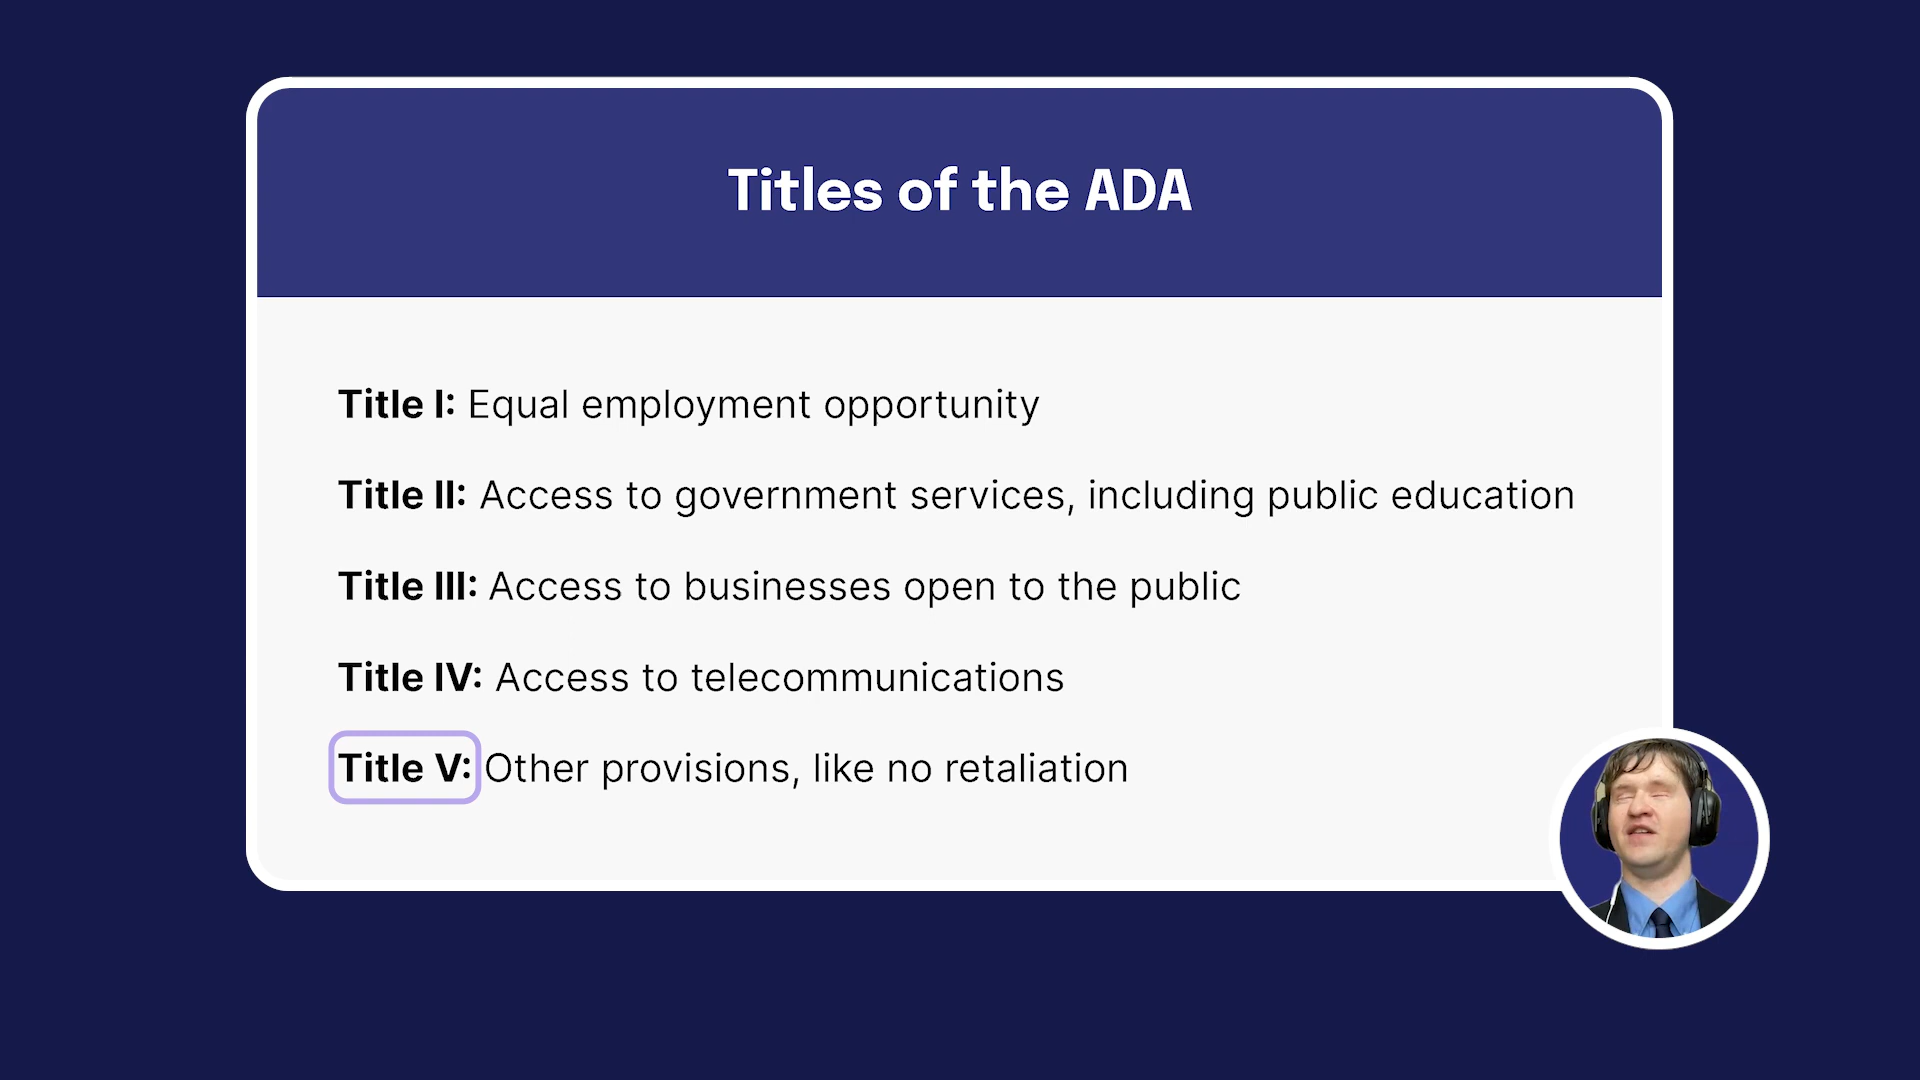 Titles of the ADA
Title I: Equal employment opportunity
Title II: Access to government services, including public education
Title III: Access to businesses open to the public
Title IV: Access to telecommunications
Title V: Other provisions, like no retaliation